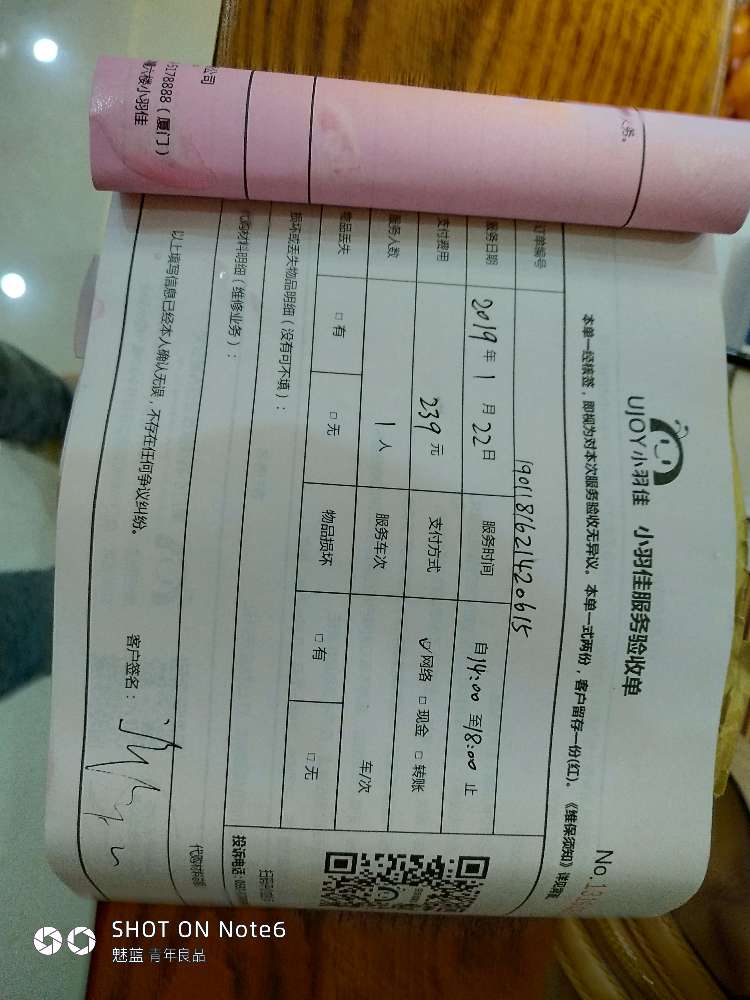 公司
5178888（厦门）
小羽佳
UJOY小羽佳 小羽佳服务验收单
No.
本单一经核签，即视为对本次服务验收无异议。本单一式两份，客户留存一份(红)。《维保须知》
订单编号 190118162142061５
服务日期 2019 年 1 月 22 日 服务时间 自 14:00 至 18:00 止
支付费用 239 元 支付方式 ☑网络 □现金 □转账
服务人数 1 人 服务车次 车/次
物品丢失 □有 □无 物品损坏 □有 □无
损坏或丢失物品明细（没有可不填）：
代购材料明细（维修业务）：
以上填写信息已经本人确认无误，不存在任何争议纠纷。
客户签名：
投诉电话：
SHOT ON Note6
魅蓝 青年良品